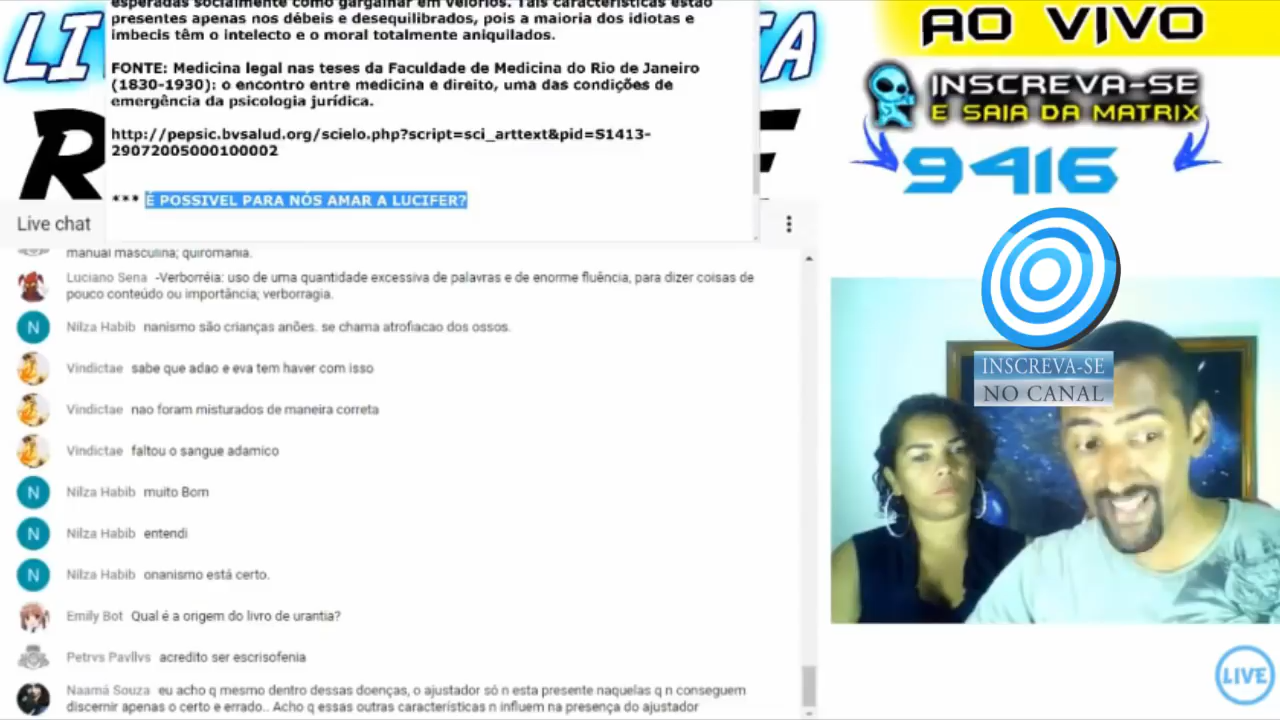 esperadas socialmente como gargalhar em velórios. Tais características estão
presentes apenas nos débeis e desequilibrados, pois a maioria dos idiotas e
imbecis têm o intelecto e o moral totalmente aniquilados.
FONTE: Medicina legal nas teses da Faculdade de Medicina do Rio de Janeiro
(1830-1930): o encontro entre medicina e direito, uma das condições de
emergência da psicologia jurídica.
http://pepsic.bvsalud.org/scielo.php?script=sci_arttext&pid=S1413-
29072005000100002
*** É POSSIVEL PARA NÓS AMAR A LUCIFER?
Live chat
manual masculina; quiromania.
Luciano Sena -Verborréia: uso de uma quantidade excessiva de palavras e de enorme fluência, para dizer coisas de
pouco conteúdo ou importância; verborragia.
N Nilza Habib nanismo são crianças anões. se chama atrofiacao dos ossos.
Vindictae sabe que adao e eva tem haver com isso
Vindictae nao foram misturados de maneira correta
Vindictae faltou o sangue adamico
N Nilza Habib muito Bom
N Nilza Habib entendi
N Nilza Habib onanismo está certo.
Emily Bot Qual é a origem do livro de urantia?
Petrvs Pavllvs acredito ser escrisofenia
Naamá Souza eu acho q mesmo dentro dessas doenças, o ajustador só n esta presente naquelas q n conseguem
discernir apenas o certo e errado.. Acho q essas outras características n influem na presença do ajustador
AO VIVO
INSCREVA-SE
E SAIA DA MATRIX
9416
INSCREVA-SE
NO CANAL
LIVE